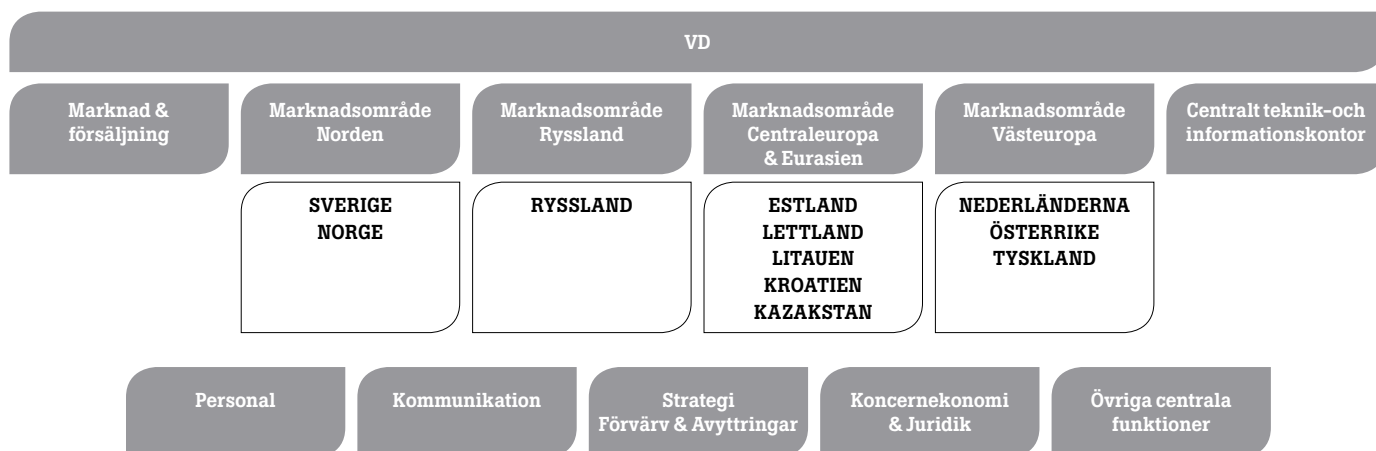 VD
Marknad &
försäljning
Marknadsområde
Norden
Marknadsområde
Ryssland
Marknadsområde
Centraleuropa
& Eurasien
Marknadsområde
Västeuropa
Centralt teknik-och
informationskontor
SVERIGE
NORGE
RYSSLAND
ESTLAND
LETTLAND
LITAUEN
KROATIEN
KAZAKSTAN
NEDERLÄNDERNA
ÖSTERRIKE
TYSKLAND
Personal
Kommunikation
Strategi
Förvärv & Avyttringar
Koncernekonomi
& Juridik
Övriga centrala
funktioner